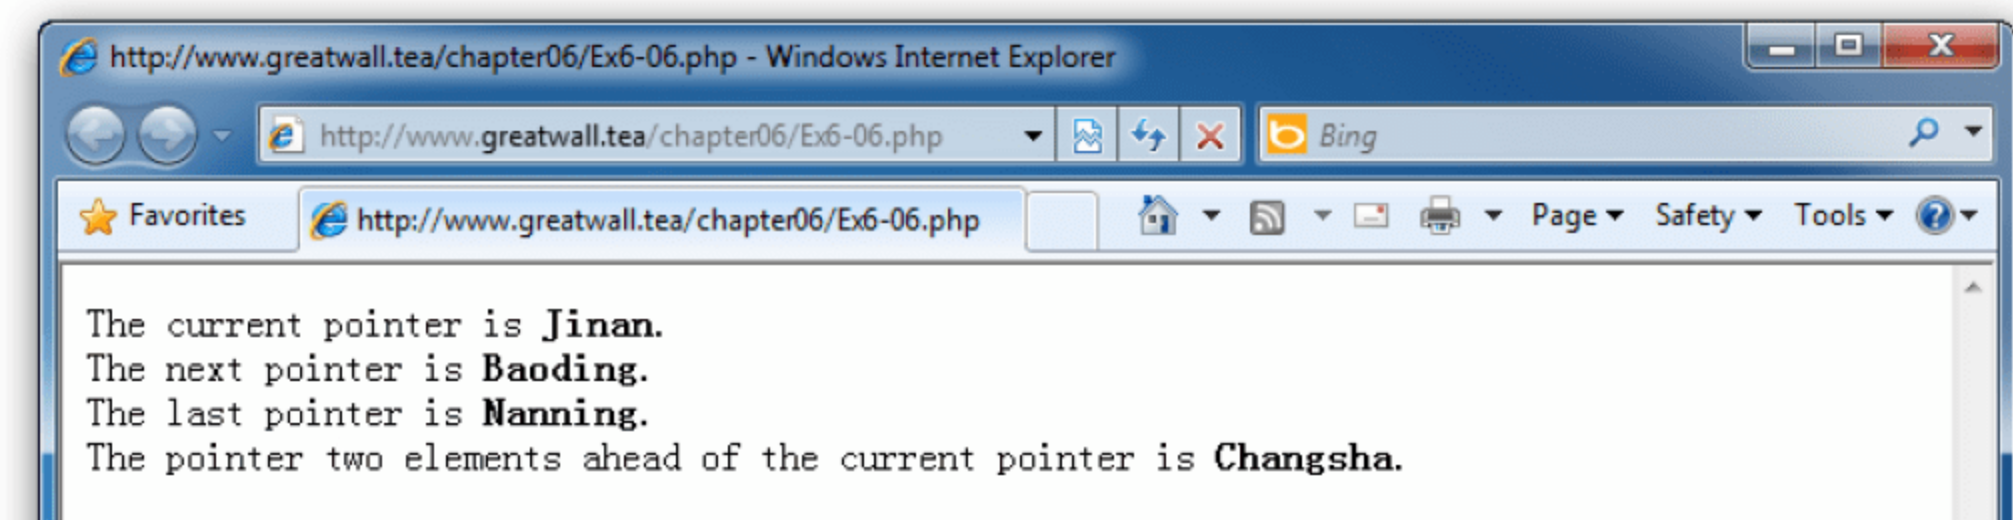 http://www.greatwall.tea/chapter06/Ex6-06.php - Windows Internet Explorer
http://www.greatwall.tea/chapter06/Ex6-06.php
Bing
Favorites
http://www.greatwall.tea/chapter06/Ex6-06.php
Page
Safety
Tools
The current pointer is Jinan.
The next pointer is Baoding.
The last pointer is Nanning.
The pointer two elements ahead of the current pointer is Changsha.